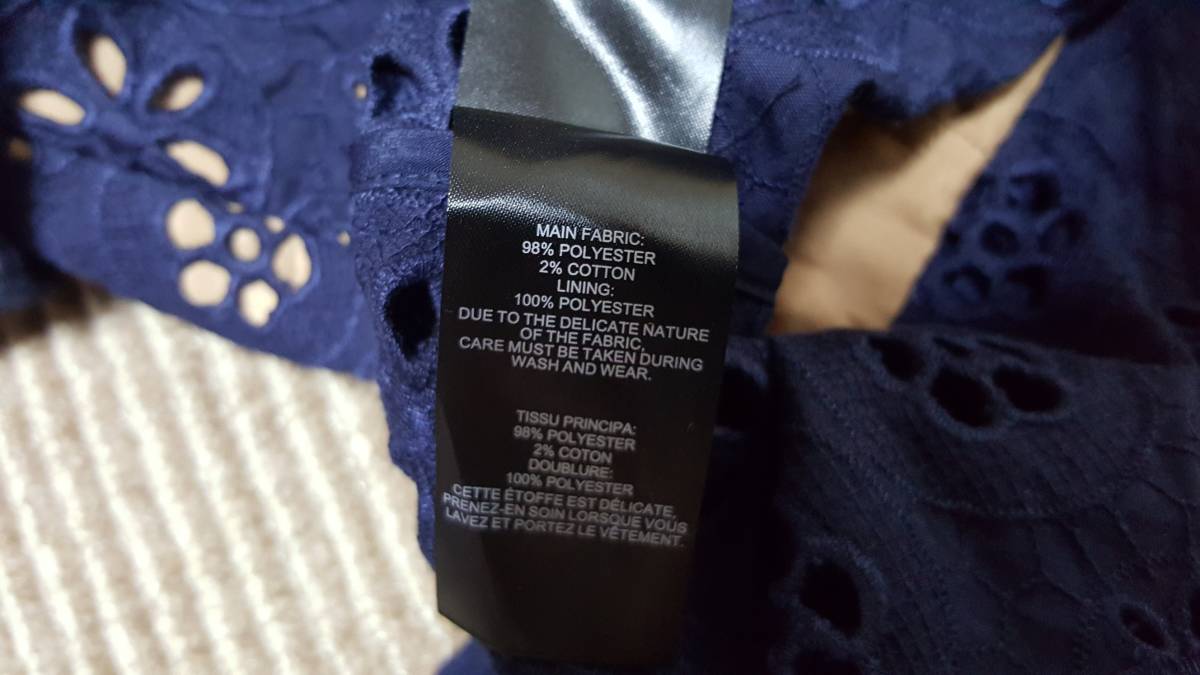 MAIN FABRIC:
98% POLYESTER
2% COTTON
LINING:
100% POLYESTER
DUE TO THE DELICATE NATURE
OF THE FABRIC,
CARE MUST BE TAKEN DURING
WASH AND WEAR.
TISSU PRINCIPA:
98% POLYESTER
2% COTON
DOUBLURE:
100% POLYESTER
CETTE ÉTOFFE EST DÉLICATE,
PRENEZ-EN SOIN LORSQUE VOUS
LAVEZ ET PORTEZ LE VÊTEMENT.